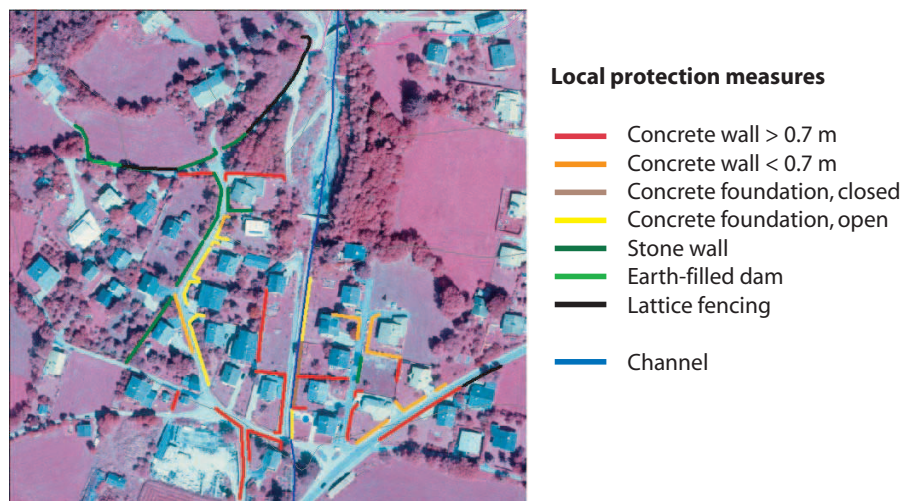 Local protection measures
Concrete wall > 0.7 m
Concrete wall < 0.7 m
Concrete foundation, closed
Concrete foundation, open
Stone wall
Earth-filled dam
Lattice fencing
Channel